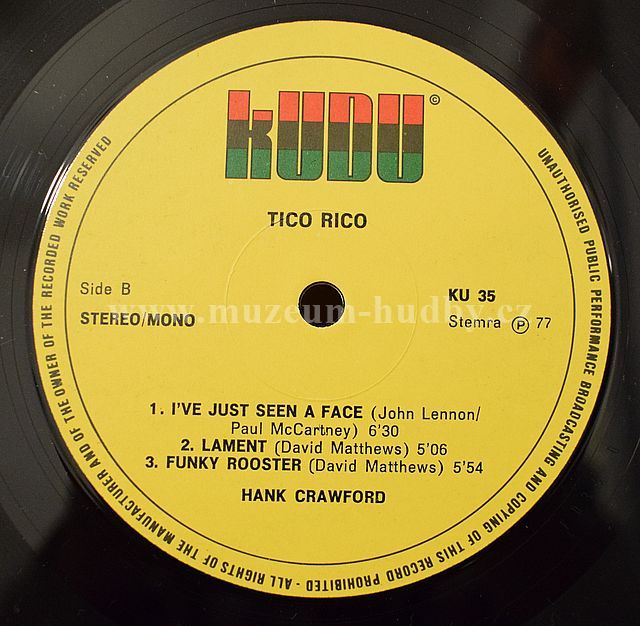 kUDU ©
TICO RICO
Side B
STEREO/MONO
KU 35
Stemra ℗ 77
www.muzeum-hudby.cz
1. I'VE JUST SEEN A FACE (John Lennon/
Paul McCartney) 6'30
2. LAMENT (David Matthews) 5'06
3. FUNKY ROOSTER (David Matthews) 5'54
HANK CRAWFORD
UNAUTHORISED PUBLIC PERFORMANCE BROADCASTING AND COPYING OF THIS RECORD PROHIBITED - ALL RIGHTS OF THE MANUFACTURER AND OF THE OWNER OF THE RECORDED WORK RESERVED